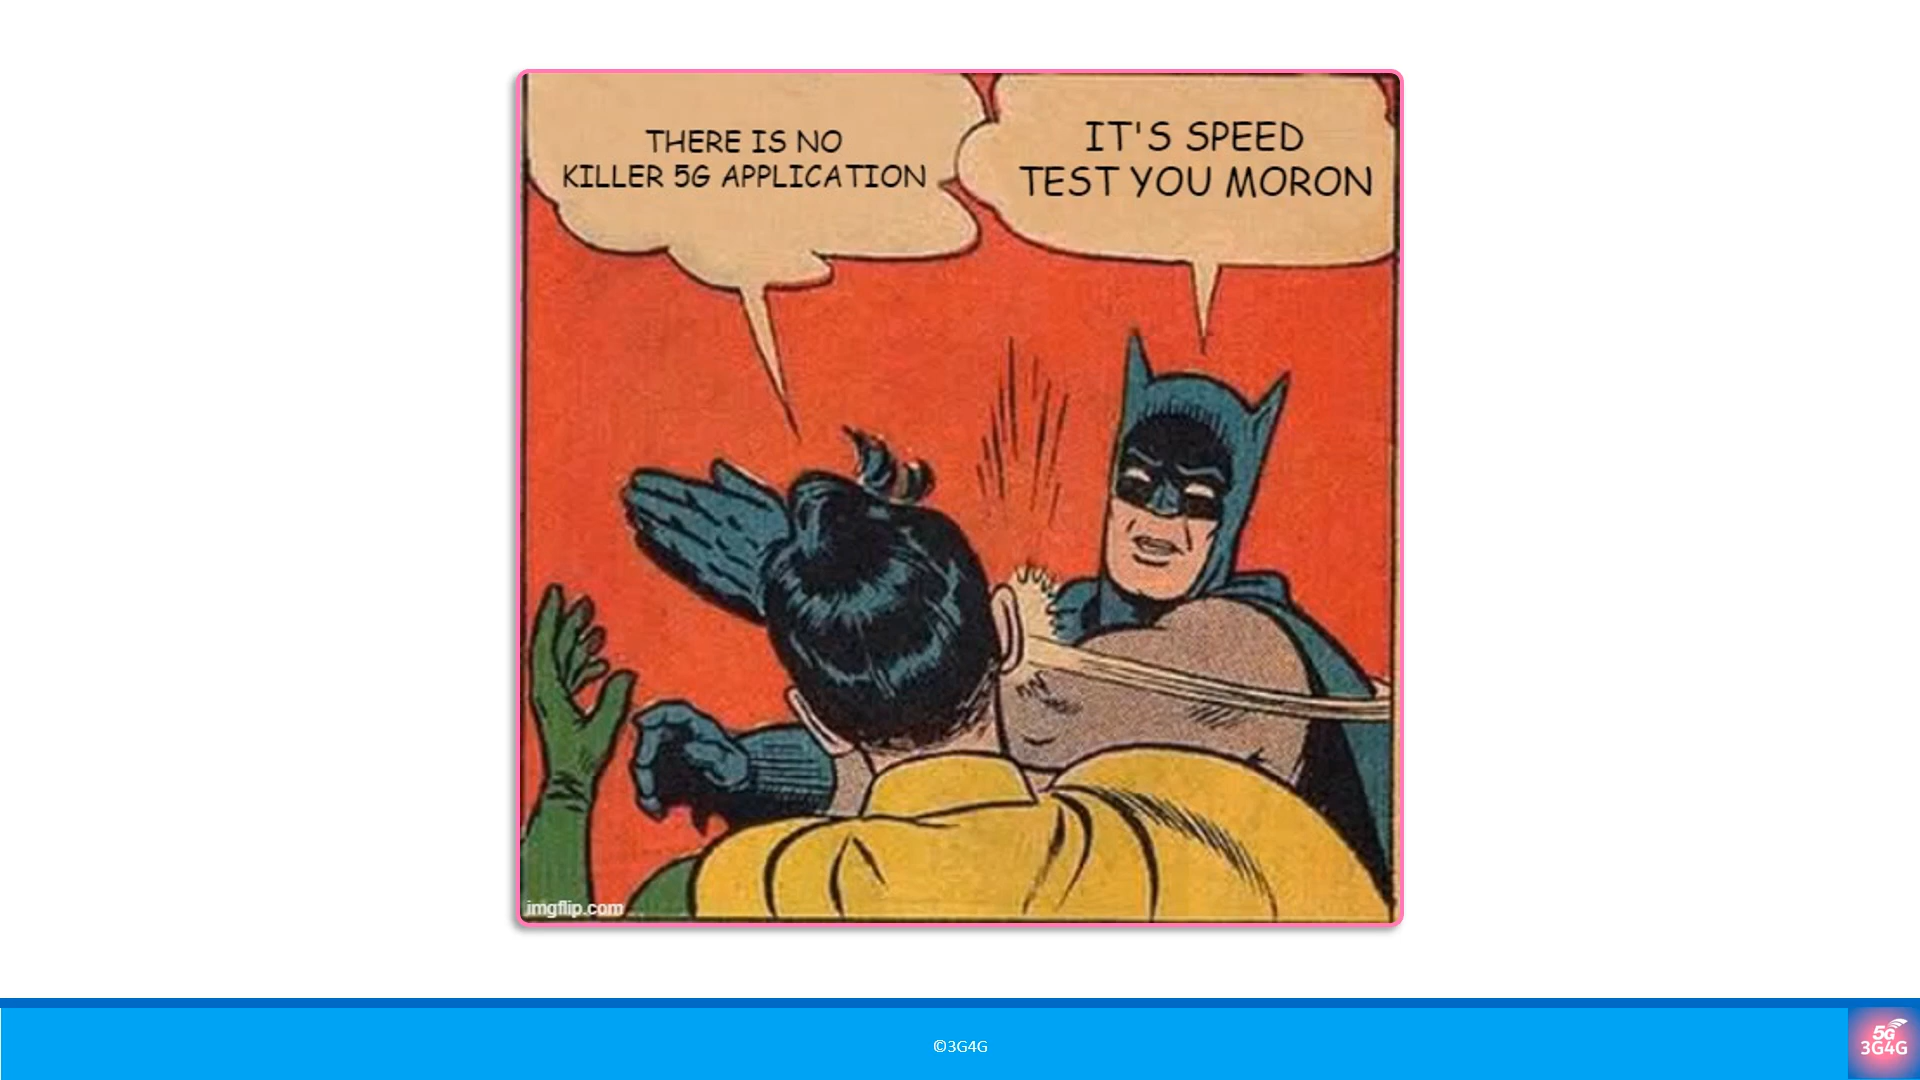 THERE IS NO
KILLER 5G APPLICATION
IT'S SPEED
TEST YOU MORON
imgflip.com
©3G4G
5G
3G4G